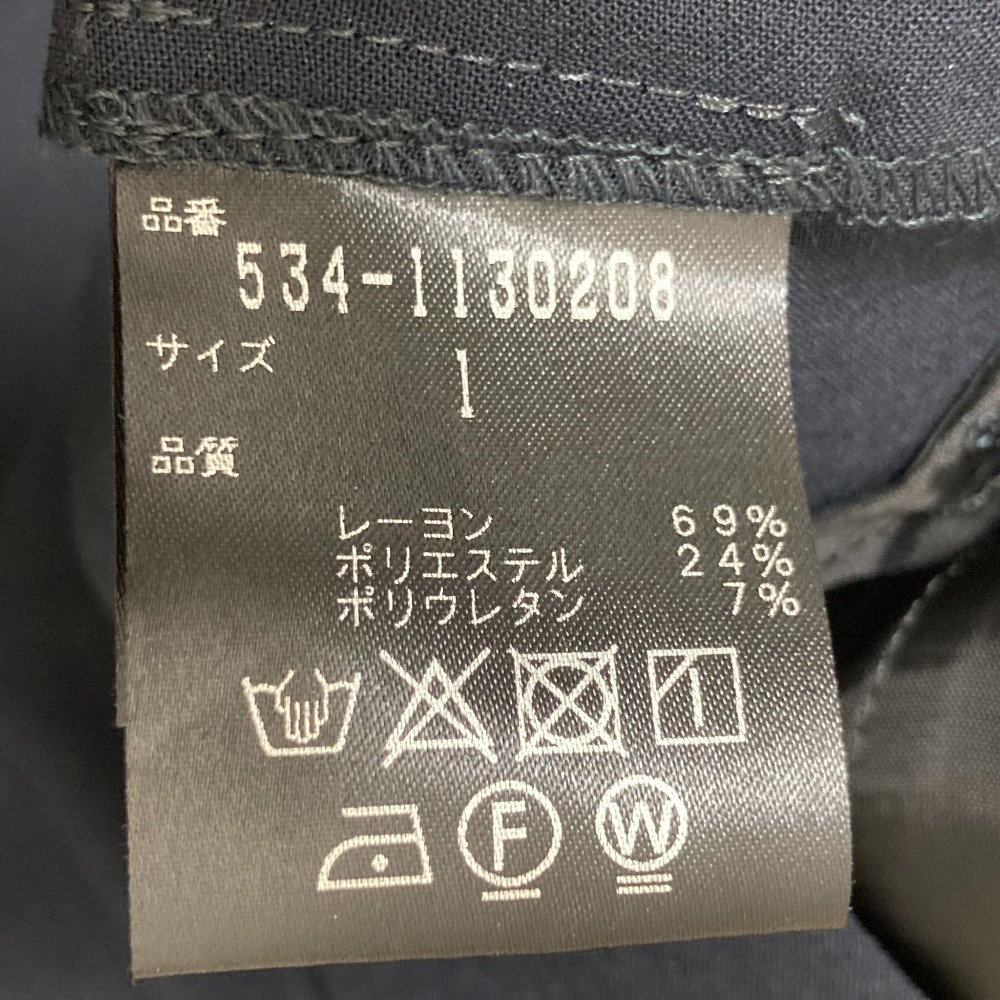 品番
534-1130208
サイズ
1
品質
レーヨン 69%
ポリエステル 24%
ポリウレタン 7%
F W